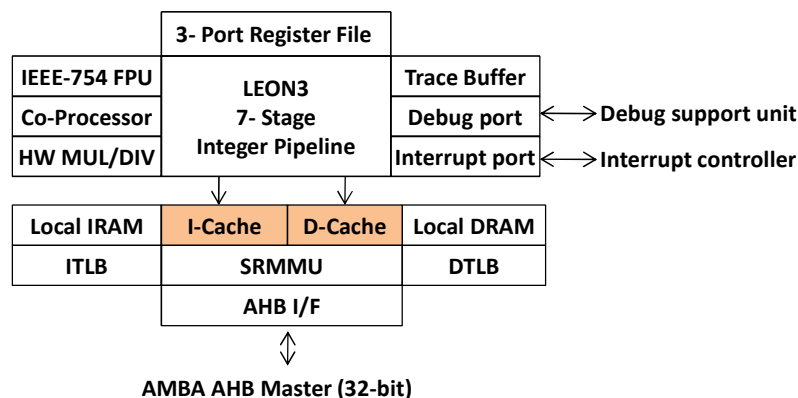 3- Port Register File
IEEE-754 FPU
LEON3
7- Stage
Integer Pipeline
Trace Buffer
Co-Processor
Debug port
Debug support unit
HW MUL/DIV
Interrupt port
Interrupt controller
Local IRAM
I-Cache
D-Cache
Local DRAM
ITLB
SRMMU
DTLB
AHB I/F
AMBA AHB Master (32-bit)